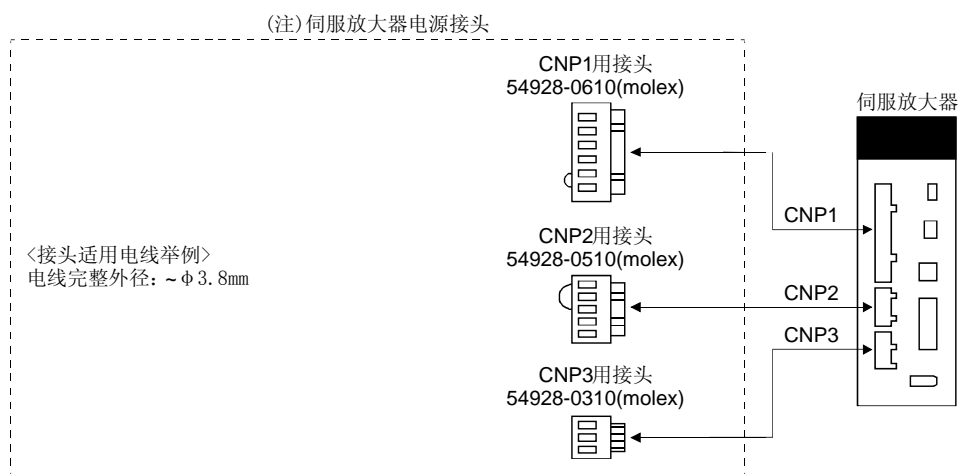 (注)伺服放大器电源接头
CNP1用接头
54928-0610(molex)
伺服放大器
CNP1
CNP2用接头
54928-0510(molex)
<接头适用电线举例>
电线完整外径:~φ3.8mm
CNP2
CNP3
CNP3用接头
54928-0310(molex)